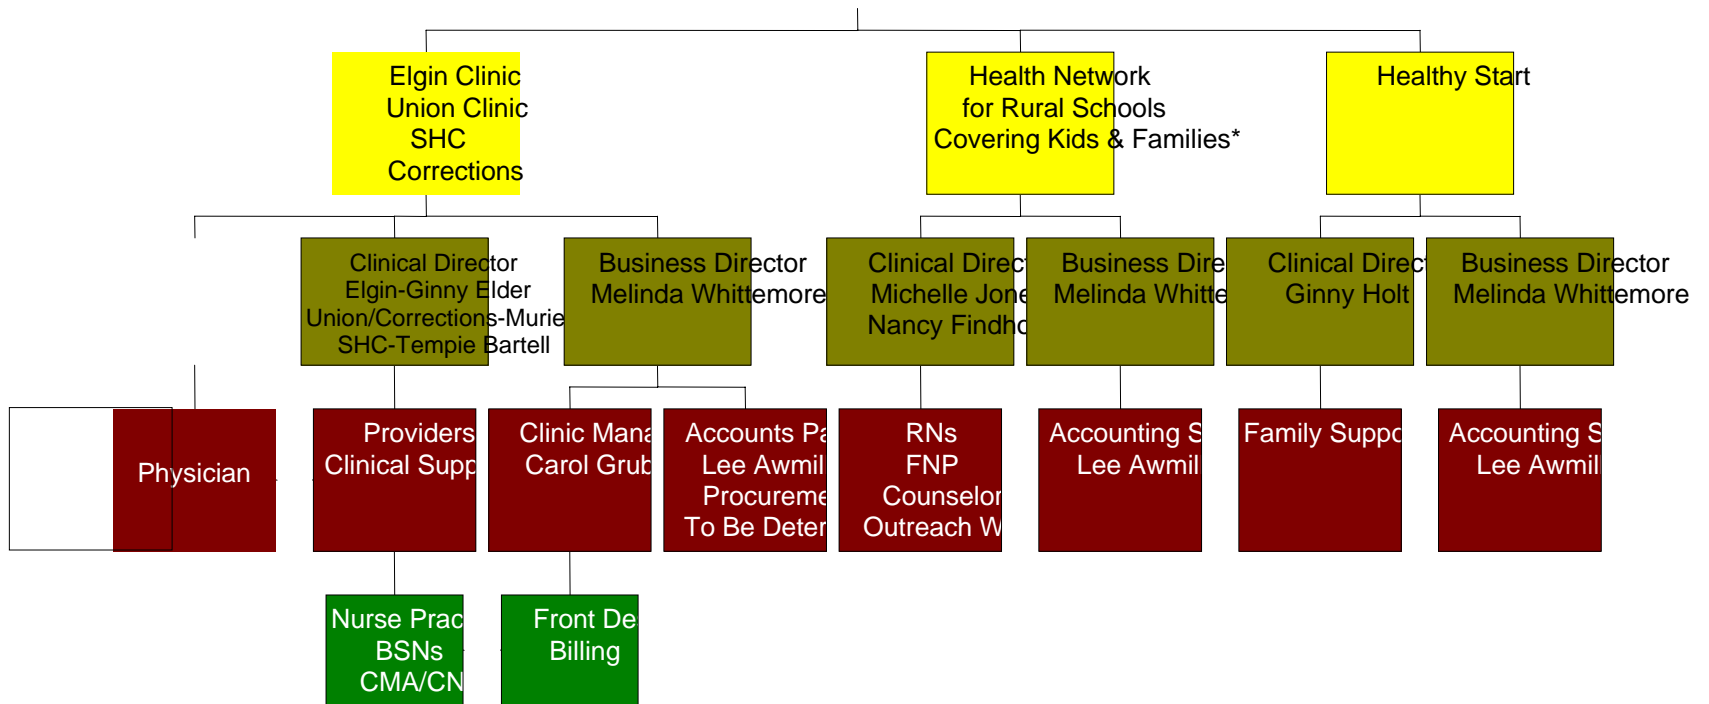 Elgin Clinic
Union Clinic
SHC
Corrections
Health Network
for Rural Schools
Covering Kids & Families*
Healthy Start
Clinical Director
Elgin-Ginny Elder
Union/Corrections-Murie
SHC-Tempie Bartell
Business Director
Melinda Whittemore
Clinical Direc
Michelle Jone
Nancy Findho
Business Dire
Melinda Whitte
Clinical Direc
Ginny Holt
Business Director
Melinda Whittemore
Physician
Providers
Clinical Supp
Clinic Mana
Carol Grub
Accounts Pa
Lee Awmil
Procureme
To Be Deter
RNs
FNP
Counselor
Outreach W
Accounting S
Lee Awmil
Family Suppo
Accounting S
Lee Awmil
Nurse Prac
BSNs
CMA/CN
Front De
Billing